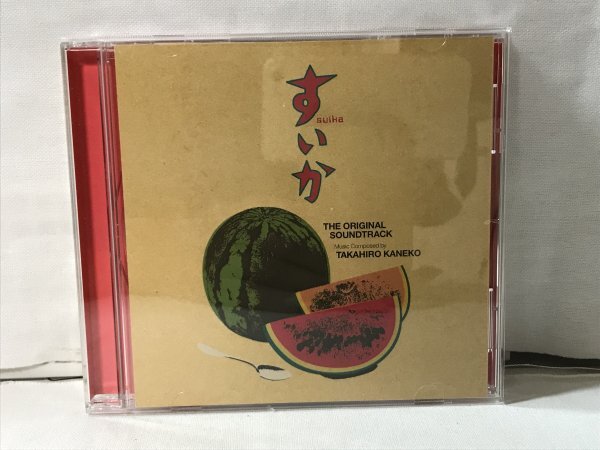 すいか
suika
THE ORIGINAL
SOUNDTRACK
Music Composed by
TAKAHIRO KANEKO